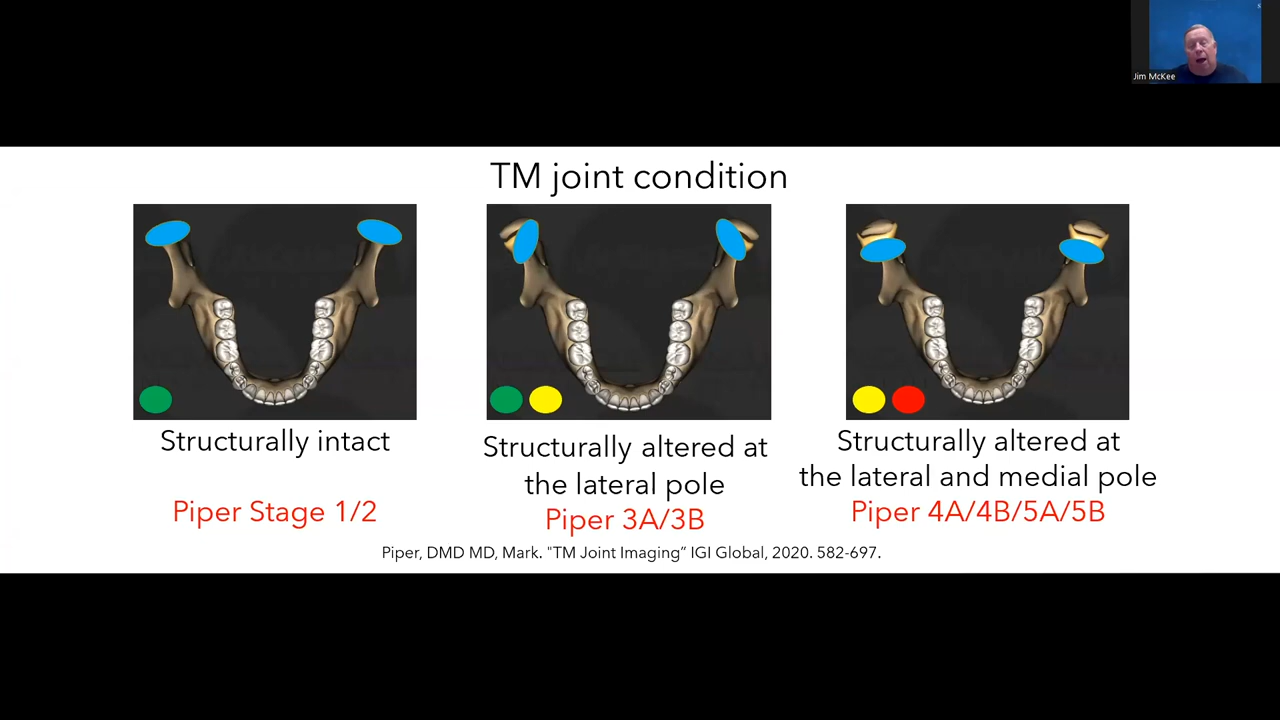 Jim McKee
TM joint condition
Structurally intact
Piper Stage 1/2
Structurally altered at
the lateral pole
Piper 3A/3B
Structurally altered at
the lateral and medial pole
Piper 4A/4B/5A/5B
Piper, DMD MD, Mark. "TM Joint Imaging” IGI Global, 2020. 582-697.